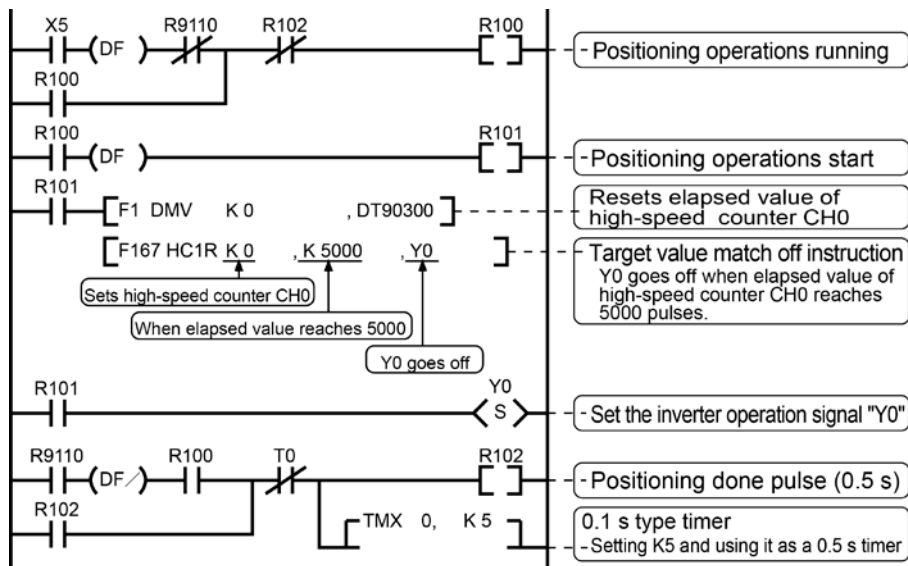 X5 R9110 R102 R100
(DF) Positioning operations running
R100
R100 R101
(DF) Positioning operations start
R101
F1 DMV K 0 , DT90300
Resets elapsed value of
high-speed counter CH0
F167 HC1R K 0 , K 5000 , Y0
Target value match off instruction
Y0 goes off when elapsed value of
high-speed counter CH0 reaches
5000 pulses.
Sets high-speed counter CH0
When elapsed value reaches 5000
Y0 goes off
R101 Y0
S Set the inverter operation signal "Y0"
R9110 R100 T0 R102
(DF/) Positioning done pulse (0.5 s)
R102
TMX 0, K 5
0.1 s type timer
Setting K5 and using it as a 0.5 s timer